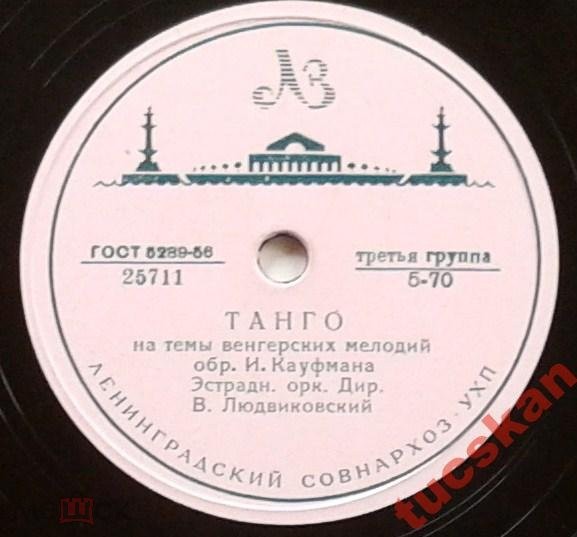 ЛЗ
ГОСТ 5289-56
25711
третья группа
5-70
ТАНГО
на темы венгерских мелодий
обр. И. Кауфмана
Эстрадн. орк. Дир.
В. Людвиковский
ЛЕНИНГРАДСКИЙ СОВНАРХОЗ · УХП
tucskan